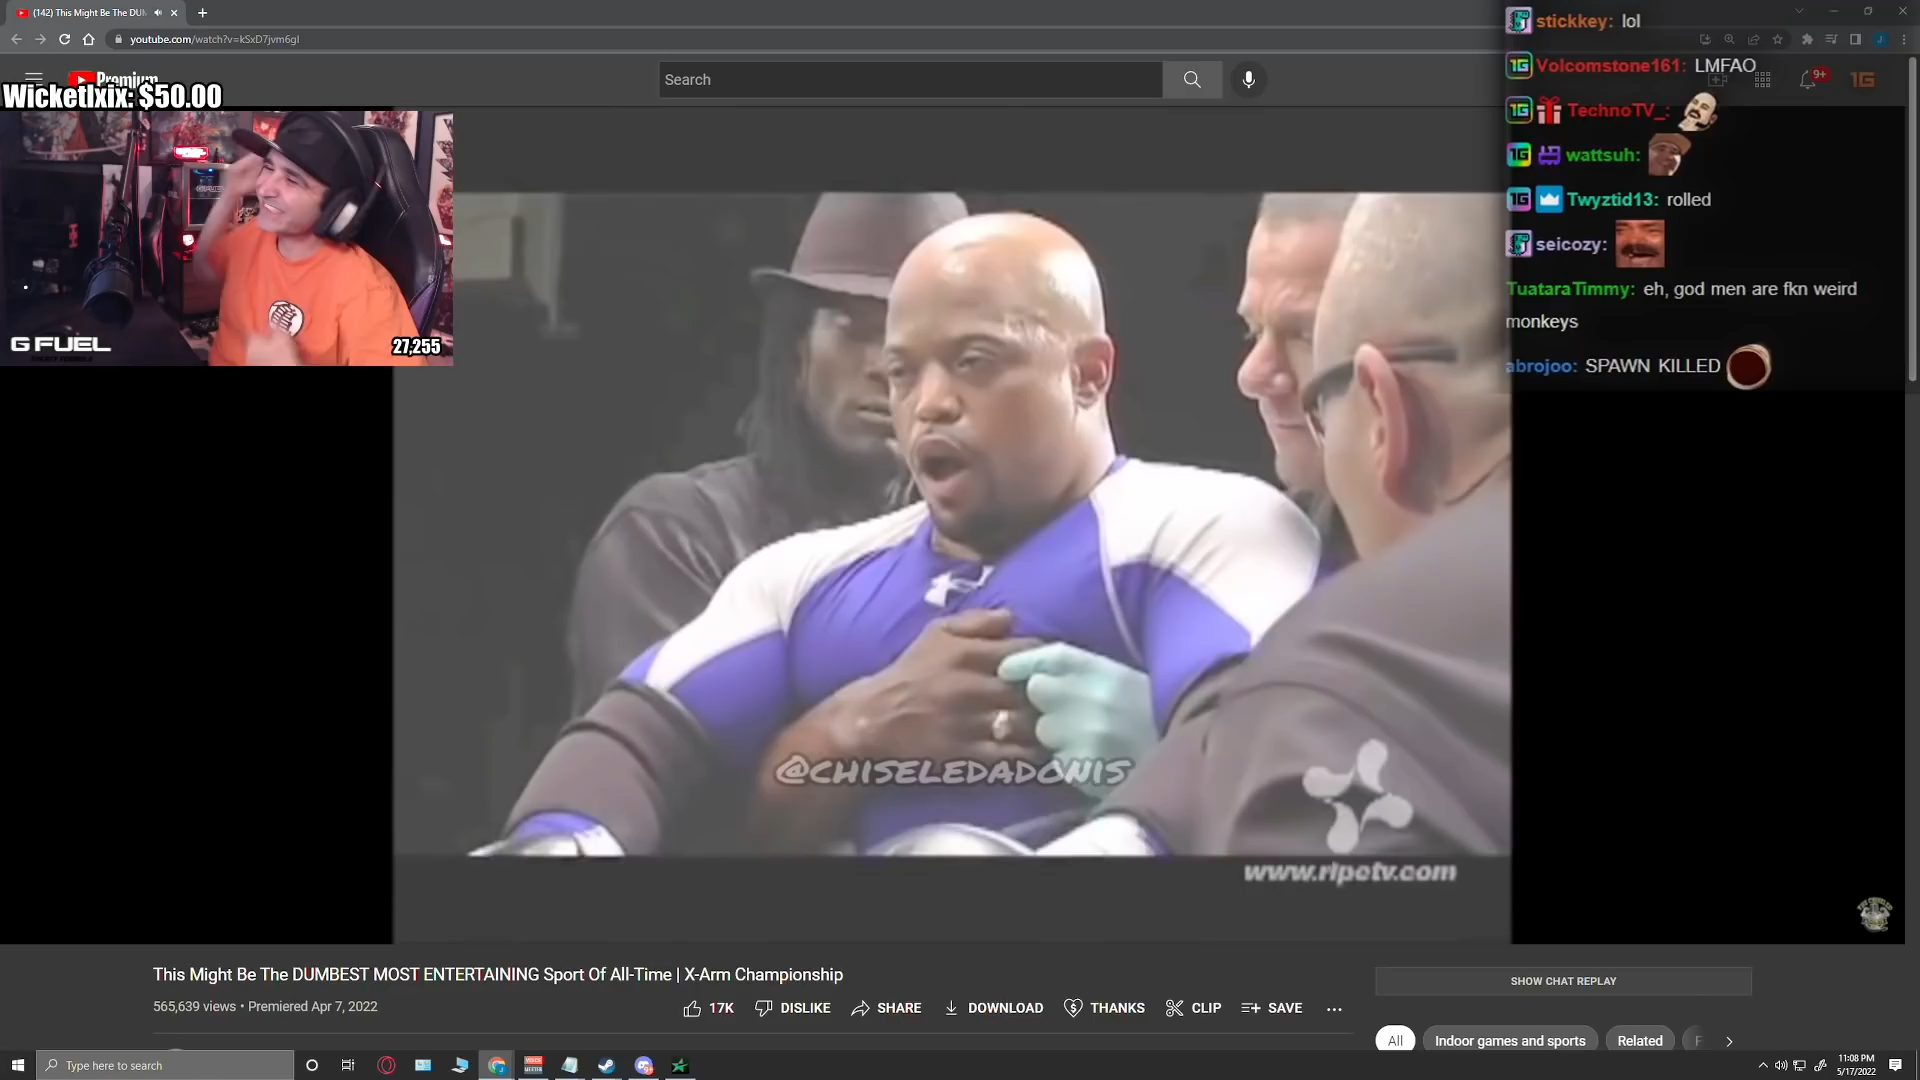 (142) This Might Be The DUM
youtube.com/watch?v=kSxD7jvm6gI
Premium
Search
9+
1G
WicketIxix: $50.00
G FUEL
27,255
stickkey: lol
Volcomstone161: LMFAO
TechnoTV_:
wattsuh:
Twyztid13: rolled
seicozy:
TuataraTimmy: eh, god men are fkn weird
monkeys
abrojoo: SPAWN KILLED
@CHISELEDADONIS
www.ripetv.com
This Might Be The DUMBEST MOST ENTERTAINING Sport Of All-Time | X-Arm Championship
565,639 views • Premiered Apr 7, 2022
17K
DISLIKE
SHARE
DOWNLOAD
THANKS
CLIP
SAVE
SHOW CHAT REPLAY
All
Indoor games and sports
Related
F
Type here to search
11:08 PM
5/17/2022